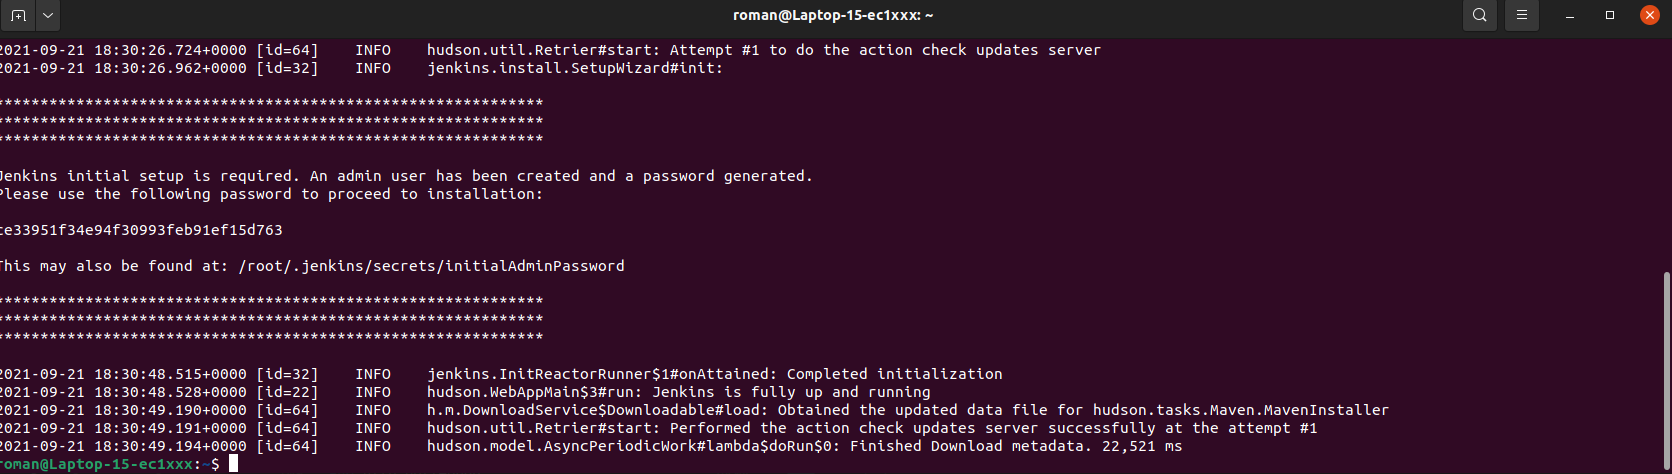 roman@Laptop-15-ec1xxx: ~
2021-09-21 18:30:26.724+0000 [id=64] INFO hudson.util.Retrier#start: Attempt #1 to do the action check updates server
2021-09-21 18:30:26.962+0000 [id=32] INFO jenkins.install.SetupWizard#init:
*************************************************************
*************************************************************
*************************************************************
Jenkins initial setup is required. An admin user has been created and a password generated.
Please use the following password to proceed to installation:
ce33951f34e94f30993feb91ef15d763
This may also be found at: /root/.jenkins/secrets/initialAdminPassword
*************************************************************
*************************************************************
*************************************************************
2021-09-21 18:30:48.515+0000 [id=32] INFO jenkins.InitReactorRunner$1#onAttained: Completed initialization
2021-09-21 18:30:48.528+0000 [id=22] INFO hudson.WebAppMain$3#run: Jenkins is fully up and running
2021-09-21 18:30:49.190+0000 [id=64] INFO h.m.DownloadService$Downloadable#load: Obtained the updated data file for hudson.tasks.Maven.MavenInstaller
2021-09-21 18:30:49.191+0000 [id=64] INFO hudson.util.Retrier#start: Performed the action check updates server successfully at the attempt #1
2021-09-21 18:30:49.194+0000 [id=64] INFO hudson.model.AsyncPeriodicWork#lambda$doRun$0: Finished Download metadata. 22,521 ms
roman@Laptop-15-ec1xxx:~$